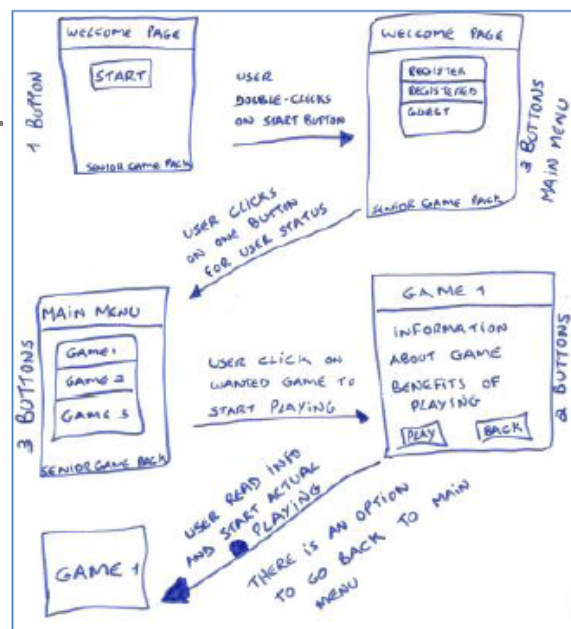 WELCOME PAGE
START
SENIOR GAME PACK
1 BUTTON
USER
DOUBLE-CLICKS
ON START BUTTON
WELCOME PAGE
REGISTER
REGISTERED
GUEST
SENIOR GAME PACK
3 BUTTONS
MAIN MENU
USER CLICKS
ON ONE BUTTON
FOR USER STATUS
MAIN MENU
GAME 1
GAME 2
GAME 3
SENIOR GAME PACK
3 BUTTONS
USER CLICK ON
WANTED GAME TO
START PLAYING
GAME 1
INFORMATION
ABOUT GAME
BENEFITS OF
PLAYING
PLAY
BACK
2 BUTTONS
USER READ INFO
AND START ACTUAL
PLAYING
THERE IS AN OPTION
TO GO BACK TO MAIN
MENU
GAME 1